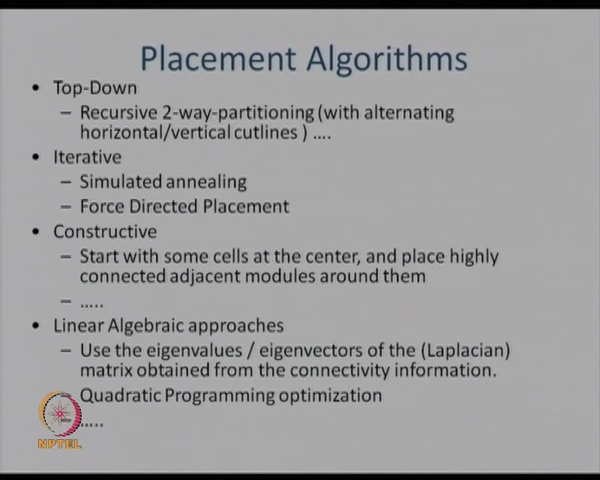 Placement Algorithms
• Top-Down
– Recursive 2-way-partitioning (with alternating
horizontal/vertical cutlines ) ....
• Iterative
– Simulated annealing
– Force Directed Placement
• Constructive
– Start with some cells at the center, and place highly
connected adjacent modules around them
– .....
• Linear Algebraic approaches
– Use the eigenvalues / eigenvectors of the (Laplacian)
matrix obtained from the connectivity information.
Quadratic Programming optimization
.....
NPTEL